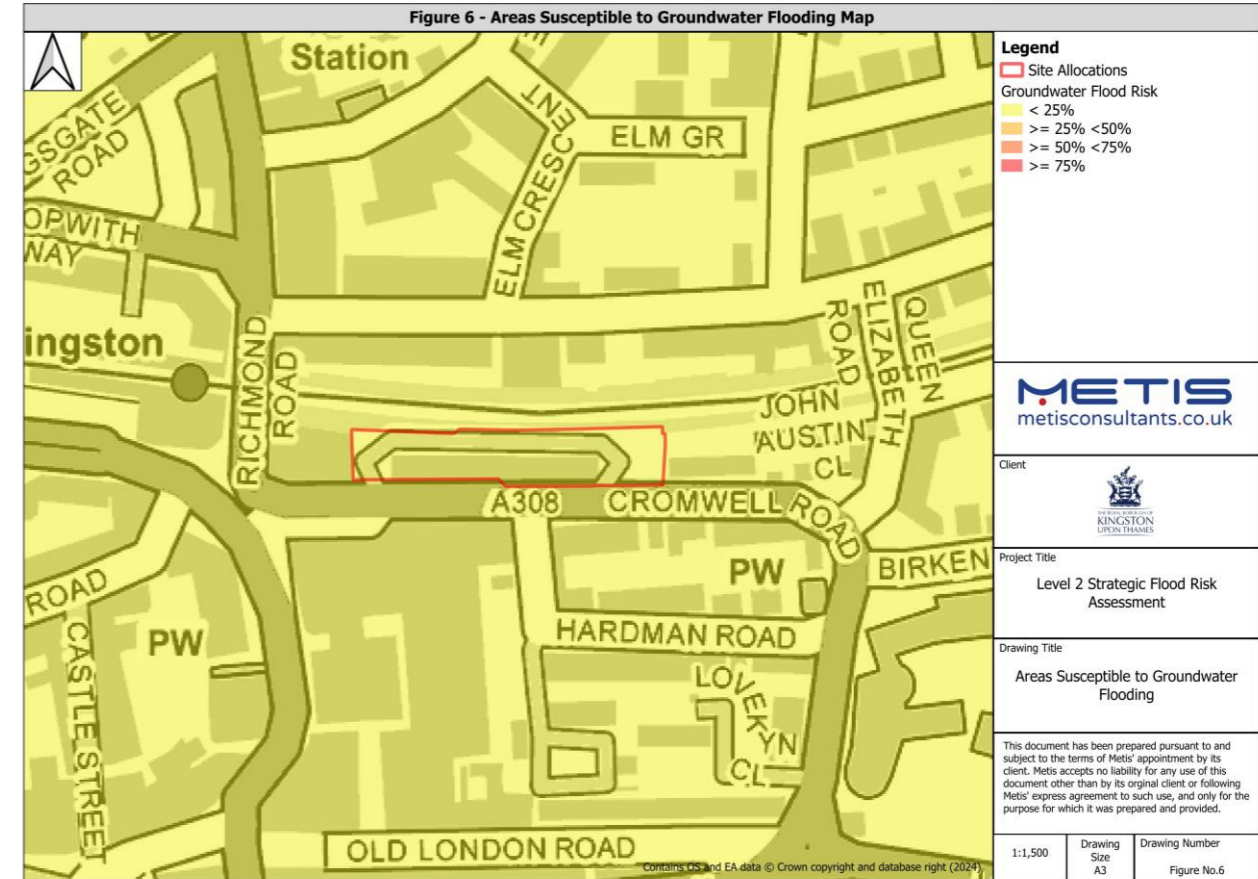 Figure 6 - Areas Susceptible to Groundwater Flooding Map
Station
GSGATE
ROAD
OPWITH
WAY
ingston
RICHMOND
ROAD
ELM CRESCENT
ELM GR
JOHN
AUSTIN
CL
ROAD
ELIZABETH
QUEEN
A308
CROMWELL ROAD
PW
BIRKEN
HARDMAN ROAD
LOVEKYN
CL
ROAD
CASTLE STREET
PW
OLD LONDON ROAD
Contains OS and EA data © Crown copyright and database right (2024)
Legend
Site Allocations
Groundwater Flood Risk
< 25%
>= 25% <50%
>= 50% <75%
>= 75%
METIS
metisconsultants.co.uk
Client
THE ROYAL BOROUGH OF
KINGSTON
UPON THAMES
Project Title
Level 2 Strategic Flood Risk
Assessment
Drawing Title
Areas Susceptible to Groundwater
Flooding
This document has been prepared pursuant to and
subject to the terms of Metis' appointment by its
client. Metis accepts no liability for any use of this
document other than by its orginal client or following
Metis' express agreement to such use, and only for the
purpose for which it was prepared and provided.
1:1,500
Drawing
Size
A3
Drawing Number
Figure No.6